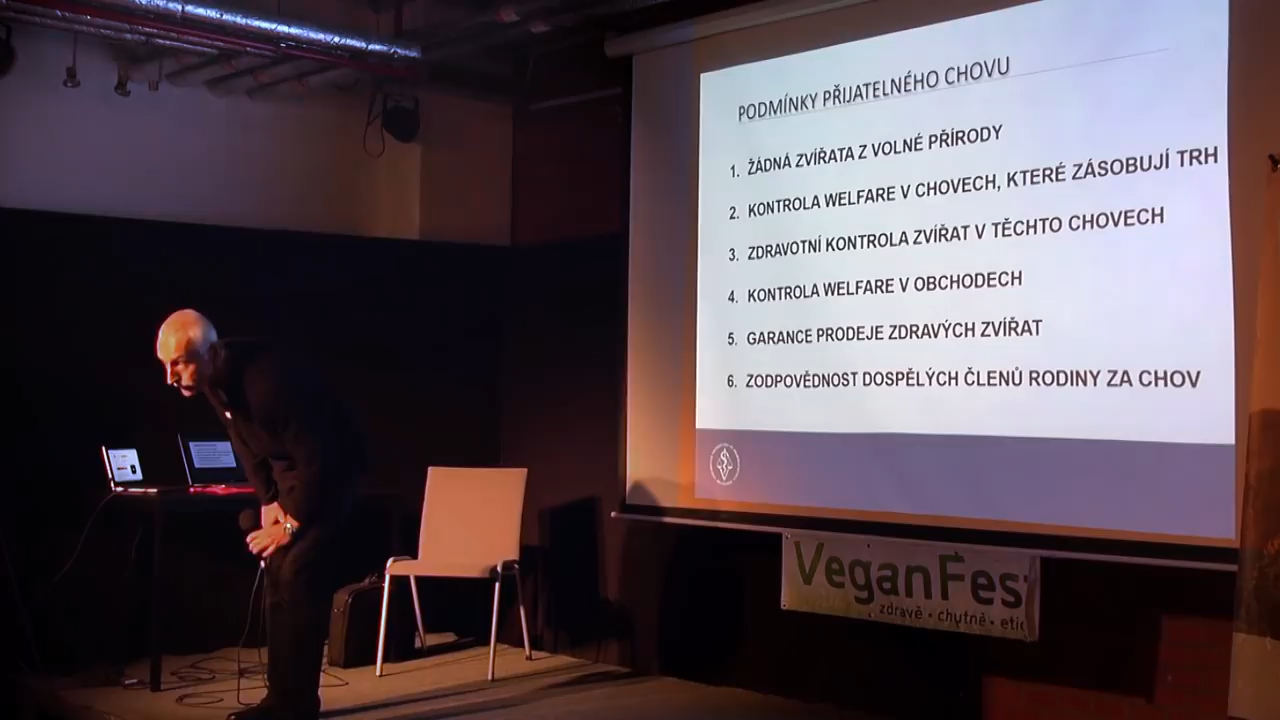 PODMÍNKY PŘIJATELNÉHO CHOVU
1. ŽÁDNÁ ZVÍŘATA Z VOLNÉ PŘÍRODY
2. KONTROLA WELFARE V CHOVECH, KTERÉ ZÁSOBUJÍ TRH
3. ZDRAVOTNÍ KONTROLA ZVÍŘAT V TĚCHTO CHOVECH
4. KONTROLA WELFARE V OBCHODECH
5. GARANCE PRODEJE ZDRAVÝCH ZVÍŘAT
6. ZODPOVĚDNOST DOSPĚLÝCH ČLENŮ RODINY ZA CHOV
VeganFes
zdravě • chutně • etic